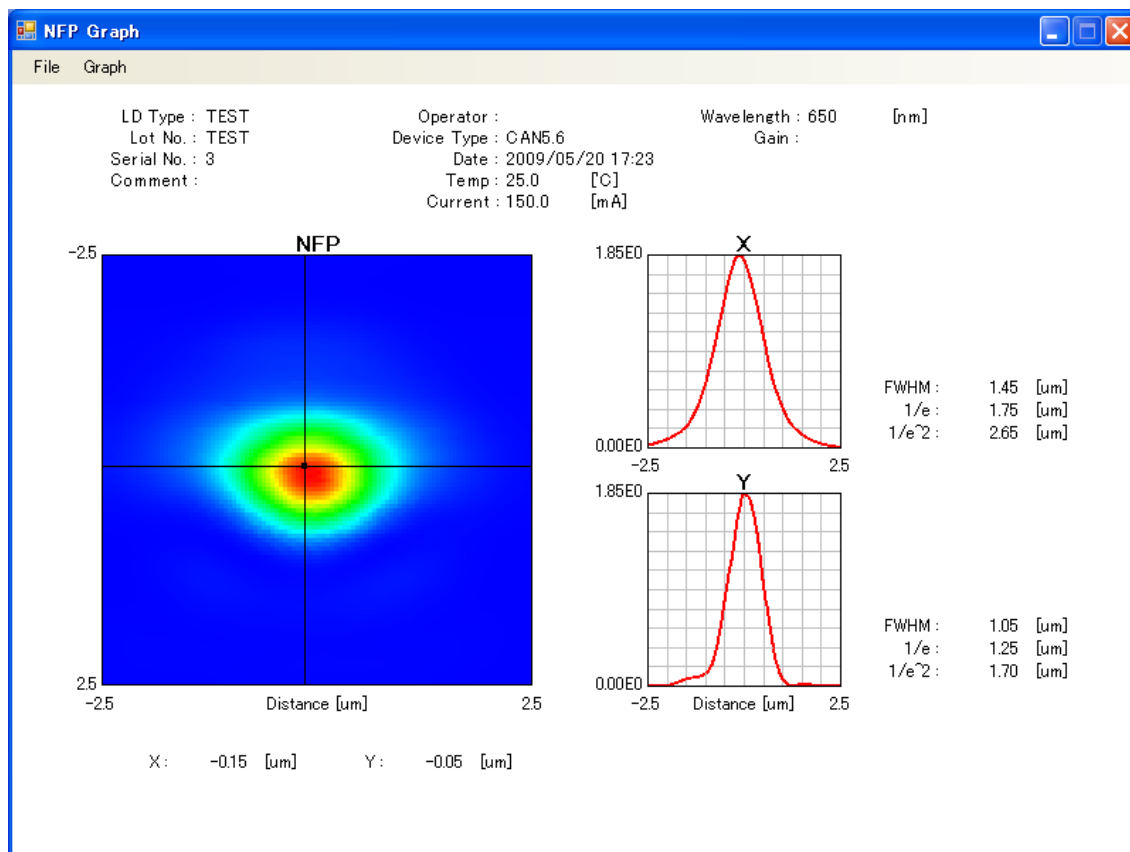 NFP Graph
File Graph
LD Type : TEST Operator : Wavelength : 650 [nm]
Lot No. : TEST Device Type : CAN5.6 Gain :
Serial No. : 3 Date : 2009/05/20 17:23
Comment : Temp : 25.0 [℃]
Current : 150.0 [mA]
NFP
-2.5
2.5
-2.5 Distance [um] 2.5
X : -0.15 [um] Y : -0.05 [um]
X
1.85E0
0.00E0
-2.5 2.5
FWHM : 1.45 [um]
1/e : 1.75 [um]
1/e^2 : 2.65 [um]
Y
1.85E0
0.00E0
-2.5 Distance [um] 2.5
FWHM : 1.05 [um]
1/e : 1.25 [um]
1/e^2 : 1.70 [um]